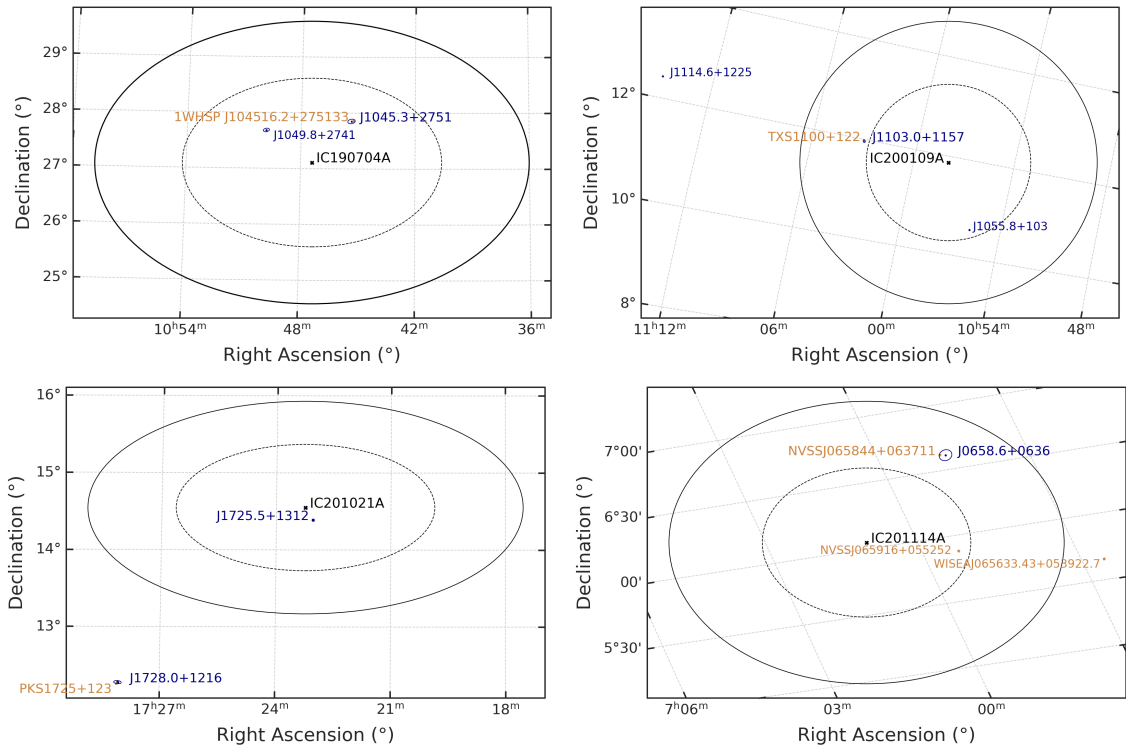 29°
28°
27°
26°
25°
Declination (°)
1WHSP J104516.2+275133
J1045.3+2751
J1049.8+2741
IC190704A
10ʰ54ᵐ
48ᵐ
42ᵐ
36ᵐ
Right Ascension (°)
12°
10°
8°
Declination (°)
J1114.6+1225
TXS1100+122
J1103.0+1157
IC200109A
J1055.8+103
11ʰ12ᵐ
06ᵐ
00ᵐ
10ʰ54ᵐ
48ᵐ
Right Ascension (°)
16°
15°
14°
13°
Declination (°)
IC201021A
J1725.5+1312
J1728.0+1216
PKS1725+123
17ʰ27ᵐ
24ᵐ
21ᵐ
18ᵐ
Right Ascension (°)
7°00'
6°30'
00'
5°30'
Declination (°)
NVSSJ065844+063711
J0658.6+0636
IC201114A
NVSSJ065916+055252
WISEAJ065633.43+053922.7
7ʰ06ᵐ
03ᵐ
00ᵐ
Right Ascension (°)